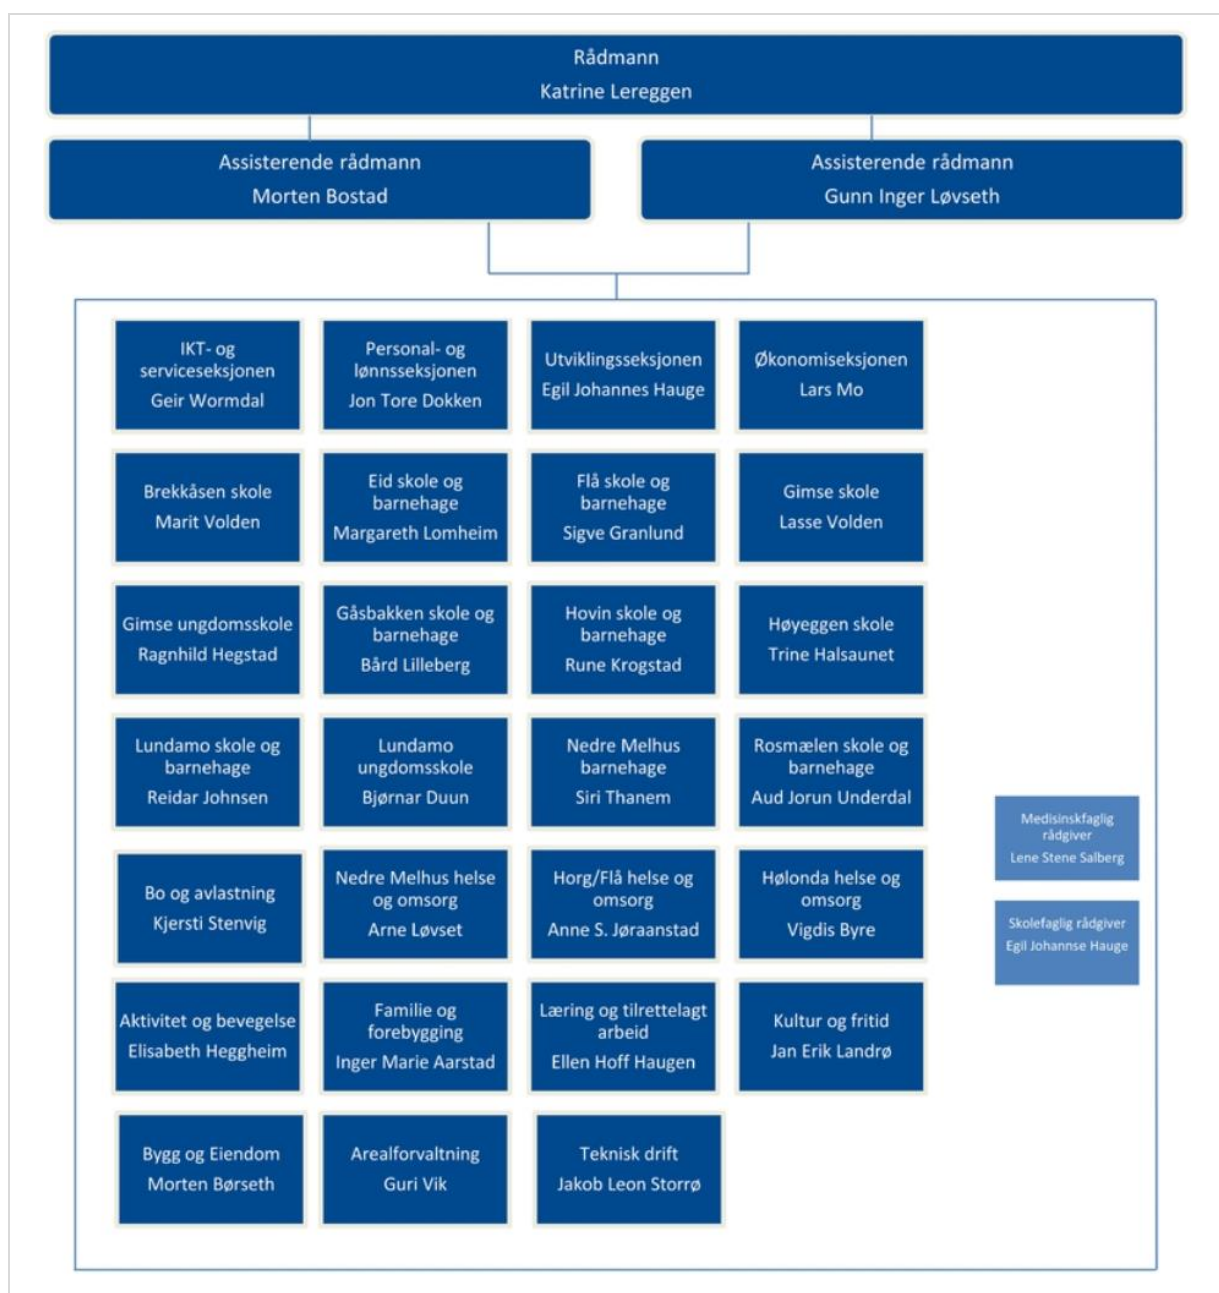 Rådmann
Katrine Lereggen
Assisterende rådmann
Morten Bostad
Assisterende rådmann
Gunn Inger Løvseth
IKT- og
serviceseksjonen
Geir Wormdal
Personal- og
lønnsseksjonen
Jon Tore Dokken
Utviklingsseksjonen
Egil Johannes Hauge
Økonomiseksjonen
Lars Mo
Brekkåsen skole
Marit Volden
Eid skole og
barnehage
Margareth Lomheim
Flå skole og
barnehage
Sigve Granlund
Gimse skole
Lasse Volden
Gimse ungdomsskole
Ragnhild Hegstad
Gåsbakken skole og
barnehage
Bård Lilleberg
Hovin skole og
barnehage
Rune Krogstad
Høyeggen skole
Trine Halsaunet
Lundamo skole og
barnehage
Reidar Johnsen
Lundamo
ungdomsskole
Bjørnar Duun
Nedre Melhus
barnehage
Siri Thanem
Rosmælen skole og
barnehage
Aud Jorun Underdal
Medisinskfaglig
rådgiver
Lene Stene Salberg
Bo og avlastning
Kjersti Stenvig
Nedre Melhus helse
og omsorg
Arne Løvset
Horg/Flå helse og
omsorg
Anne S. Jøraanstad
Hølonda helse og
omsorg
Vigdis Byre
Skolefaglig rådgiver
Egil Johannse Hauge
Aktivitet og bevegelse
Elisabeth Heggheim
Familie og
forebygging
Inger Marie Aarstad
Læring og tilrettelagt
arbeid
Ellen Hoff Haugen
Kultur og fritid
Jan Erik Landrø
Bygg og Eiendom
Morten Børseth
Arealforvaltning
Guri Vik
Teknisk drift
Jakob Leon Storrø